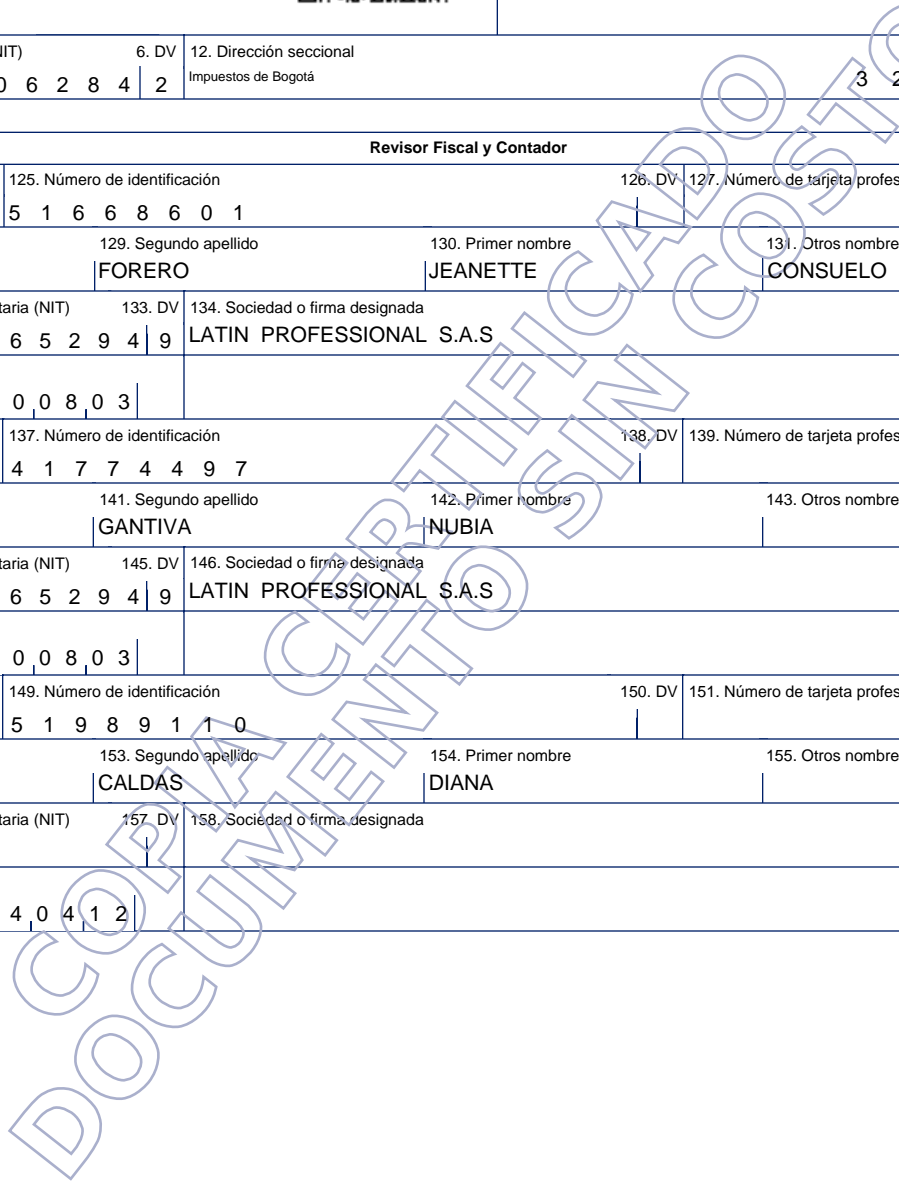 NIT) 6. DV 12. Dirección seccional
0 6 2 8 4 2 Impuestos de Bogotá 3 2
Revisor Fiscal y Contador
125. Número de identificación 126. DV 127. Número de tarjeta profes
5 1 6 6 8 6 0 1
129. Segundo apellido 130. Primer nombre 131. Otros nombre
FORERO JEANETTE CONSUELO
taria (NIT) 133. DV 134. Sociedad o firma designada
6 5 2 9 4 9 LATIN PROFESSIONAL S.A.S
0 0 8 0 3
137. Número de identificación 138. DV 139. Número de tarjeta profes
4 1 7 7 4 4 9 7
141. Segundo apellido 142. Primer nombre 143. Otros nombre
GANTIVA NUBIA
taria (NIT) 145. DV 146. Sociedad o firma designada
6 5 2 9 4 9 LATIN PROFESSIONAL S.A.S
0 0 8 0 3
149. Número de identificación 150. DV 151. Número de tarjeta profes
5 1 9 8 9 1 1 0
153. Segundo apellido 154. Primer nombre 155. Otros nombre
CALDAS DIANA
taria (NIT) 157. DV 158. Sociedad o firma designada
4 0 4 1 2
COPIA CERTIFICADO
DOCUMENTO SIN COSTO